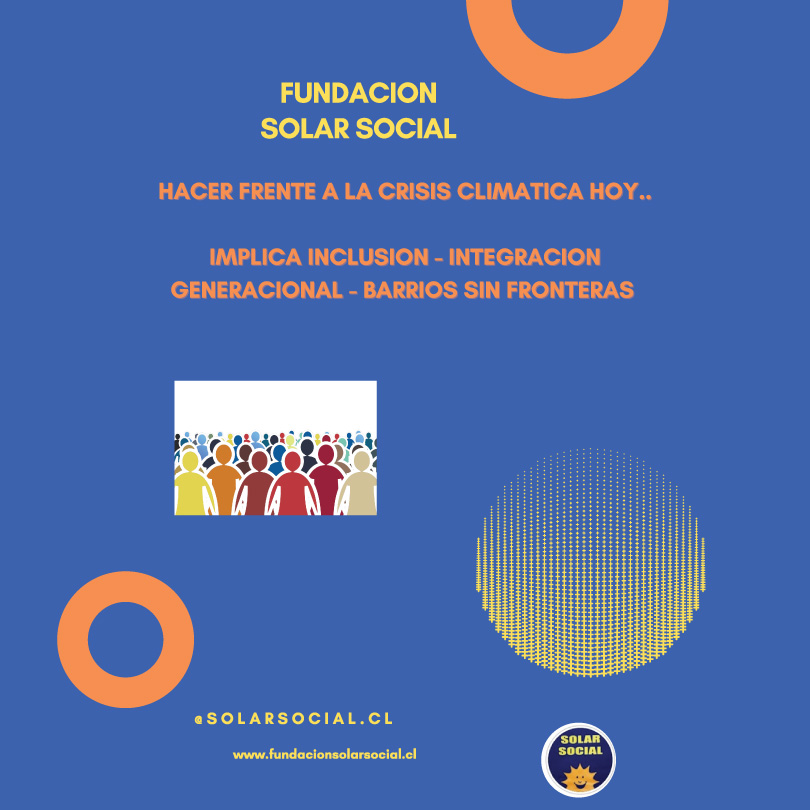 FUNDACION
SOLAR SOCIAL
HACER FRENTE A LA CRISIS CLIMATICA HOY..
IMPLICA INCLUSION - INTEGRACION
GENERACIONAL - BARRIOS SIN FRONTERAS
@SOLARSOCIAL.CL
www.fundacionsolarsocial.cl
SOLAR
SOCIAL